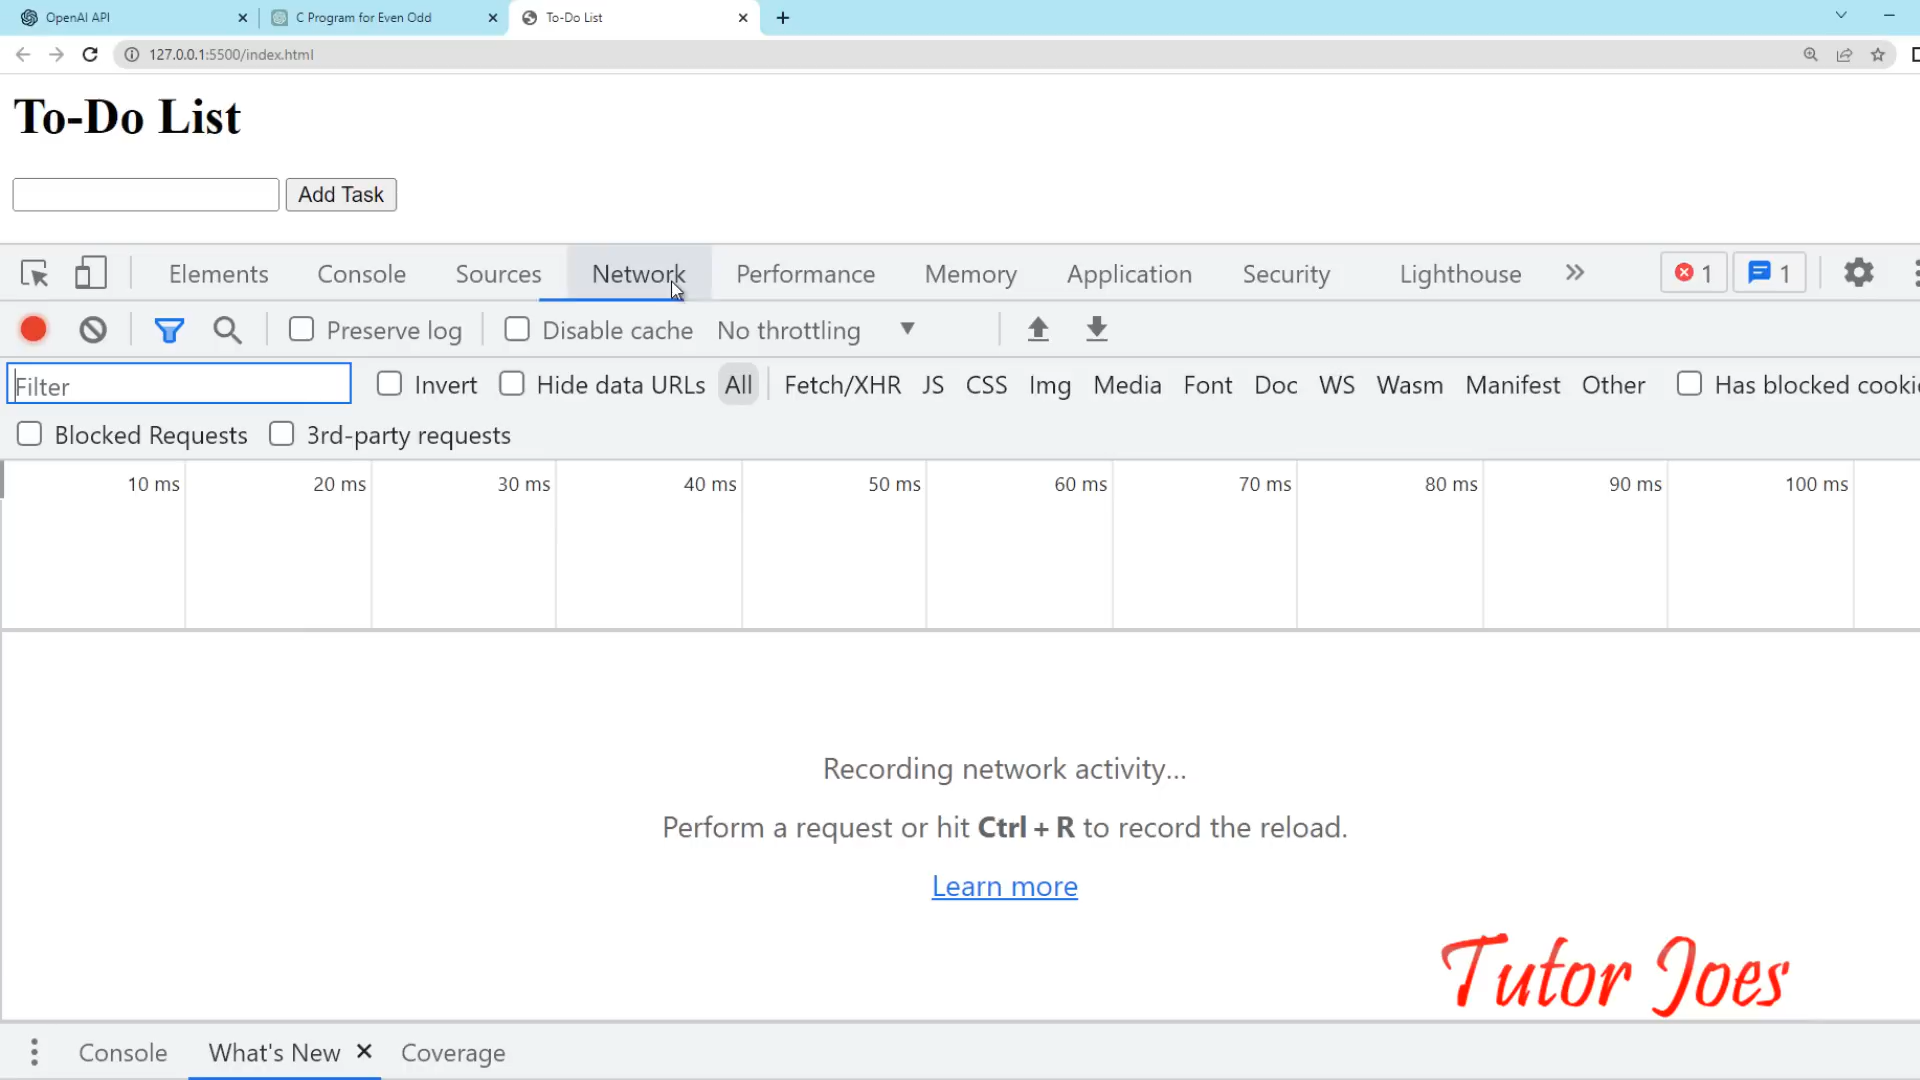 OpenAI API
C Program for Even Odd
To-Do List
127.0.0.1:5500/index.html
To-Do List
Add Task
Elements Console Sources Network Performance Memory Application Security Lighthouse 1 1
Preserve log Disable cache No throttling
Filter Invert Hide data URLs All Fetch/XHR JS CSS Img Media Font Doc WS Wasm Manifest Other Has blocked cooki
Blocked Requests 3rd-party requests
10 ms 20 ms 30 ms 40 ms 50 ms 60 ms 70 ms 80 ms 90 ms 100 ms
Recording network activity...
Perform a request or hit Ctrl + R to record the reload.
Learn more
Tutor Joes
Console What's New Coverage